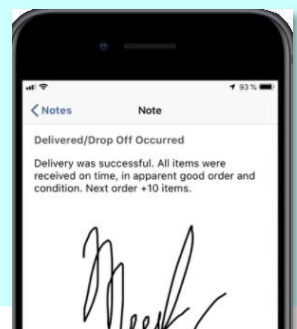 93 %
Notes
Note
Delivered/Drop Off Occurred
Delivery was successful. All items were
received on time, in apparent good order and
condition. Next order +10 items.